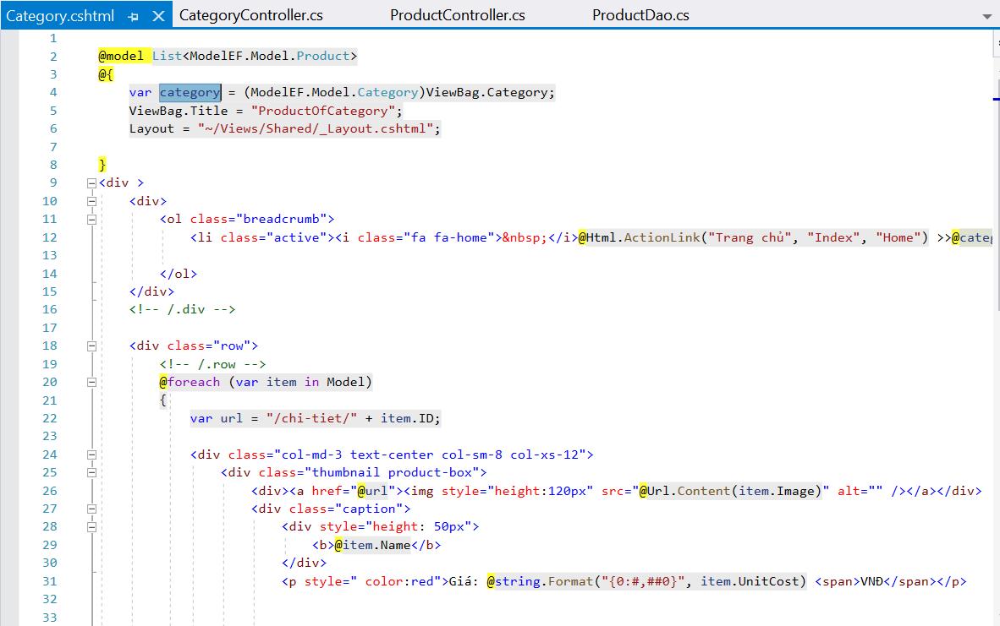 Category.cshtml CategoryController.cs ProductController.cs ProductDao.cs
1
2 @model List<ModelEF.Model.Product>
3 @{
4 var category = (ModelEF.Model.Category)ViewBag.Category;
5 ViewBag.Title = "ProductOfCategory";
6 Layout = "~/Views/Shared/_Layout.cshtml";
7
8 }
9 <div >
10 <div>
11 <ol class="breadcrumb">
12 <li class="active"><i class="fa fa-home">&nbsp;</i>@Html.ActionLink("Trang chủ", "Index", "Home") >>@categ
13
14 </ol>
15 </div>
16 <!-- /.div -->
17
18 <div class="row">
19 <!-- /.row -->
20 @foreach (var item in Model)
21 {
22 var url = "/chi-tiet/" + item.ID;
23
24 <div class="col-md-3 text-center col-sm-8 col-xs-12">
25 <div class="thumbnail product-box">
26 <div><a href="@url"><img style="height:120px" src="@Url.Content(item.Image)" alt="" /></a></div>
27 <div class="caption">
28 <div style="height: 50px">
29 <b>@item.Name</b>
30 </div>
31 <p style=" color:red">Giá: @string.Format("{0:#,##0}", item.UnitCost) <span>VNĐ</span></p>
32
33